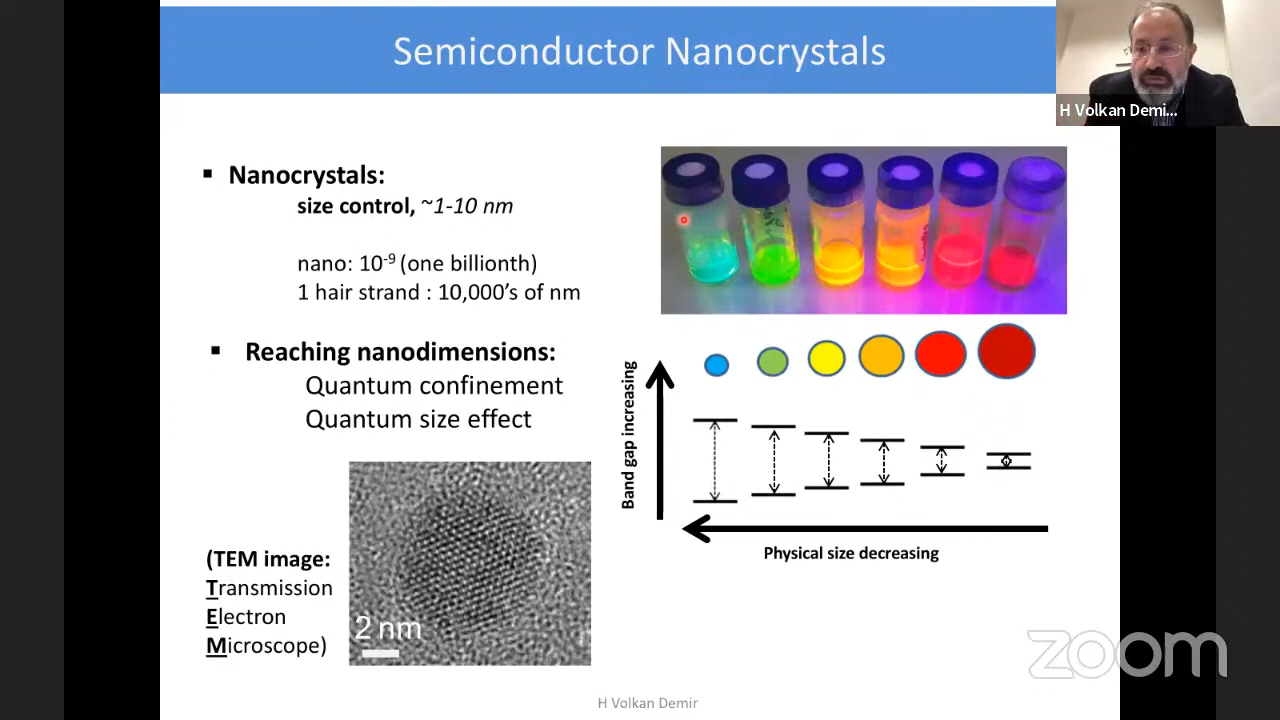 Semiconductor Nanocrystals
H Volkan Demi...
▪ Nanocrystals:
size control, ~1-10 nm
nano: 10⁻⁹ (one billionth)
1 hair strand : 10,000’s of nm
▪ Reaching nanodimensions:
Quantum confinement
Quantum size effect
Band gap increasing
Physical size decreasing
(TEM image:
Transmission
Electron
Microscope)
2 nm
zoom
H Volkan Demir